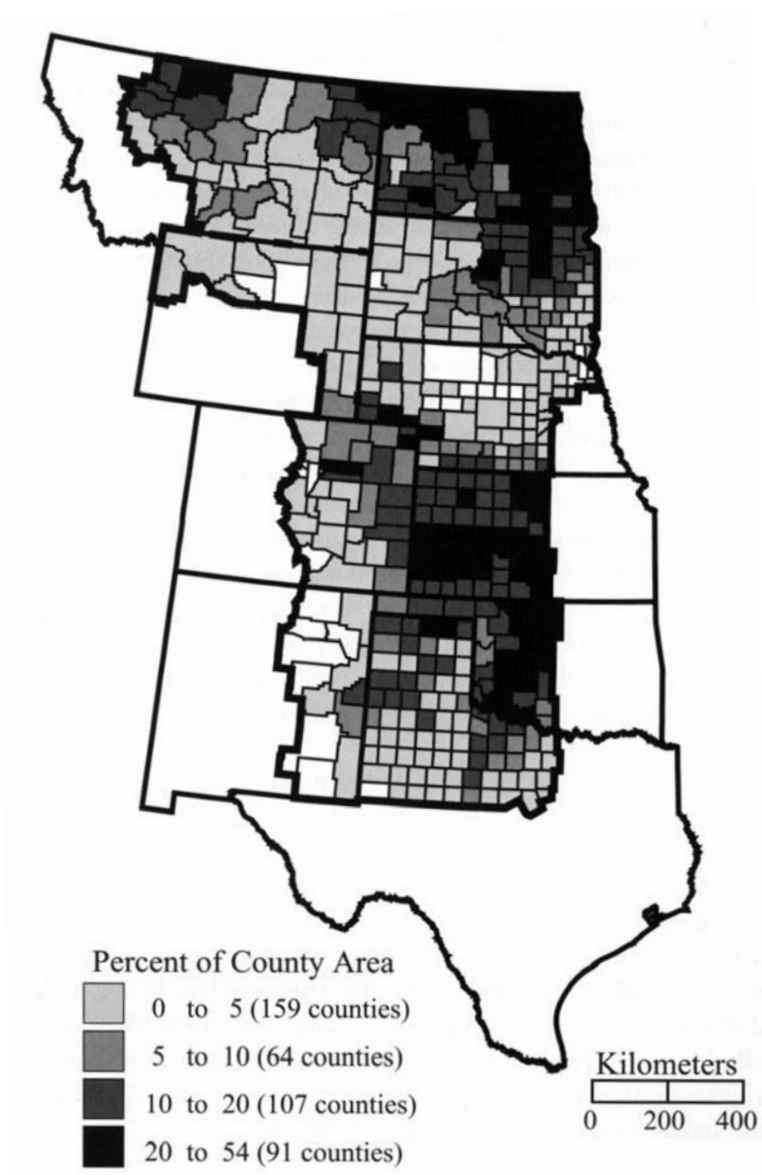 Percent of County Area
0 to 5 (159 counties)
5 to 10 (64 counties)
10 to 20 (107 counties)
20 to 54 (91 counties)
Kilometers
0 200 400